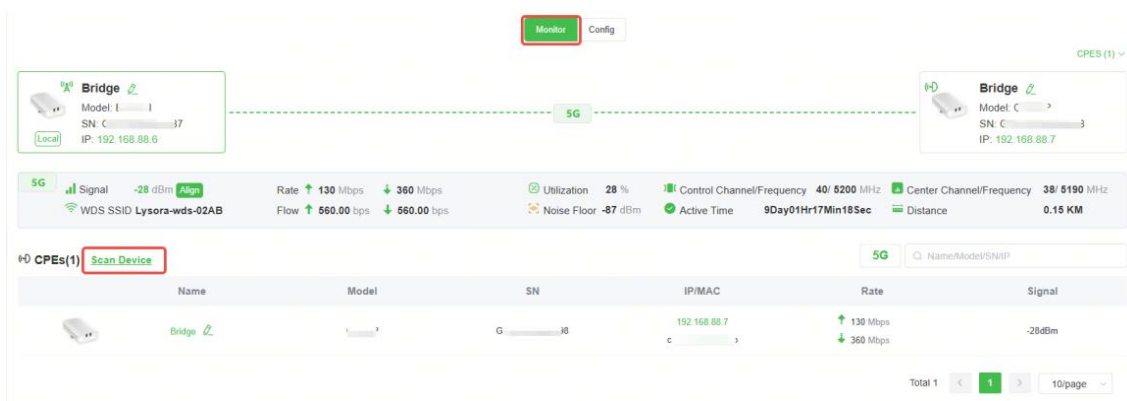 Monitor Config
CPES (1)
Bridge
Model:
SN:
Local
IP: 192.168.88.6
5G
Bridge
Model:
SN:
IP: 192.168.88.7
5G Signal -28 dBm Align Rate 130 Mbps 360 Mbps Utilization 28 % Control Channel/Frequency 40/ 5200 MHz Center Channel/Frequency 38/ 5190 MHz
WDS SSID Lysora-wds-02AB Flow 560.00 bps 560.00 bps Noise Floor -87 dBm Active Time 9Day01Hr17Min18Sec Distance 0.15 KM
CPEs(1) Scan Device 5G Name/Model/SN/IP
Name Model SN IP/MAC Rate Signal
192.168.88.7 130 Mbps
Bridge -28dBm
360 Mbps
Total 1 < 1 > 10/page